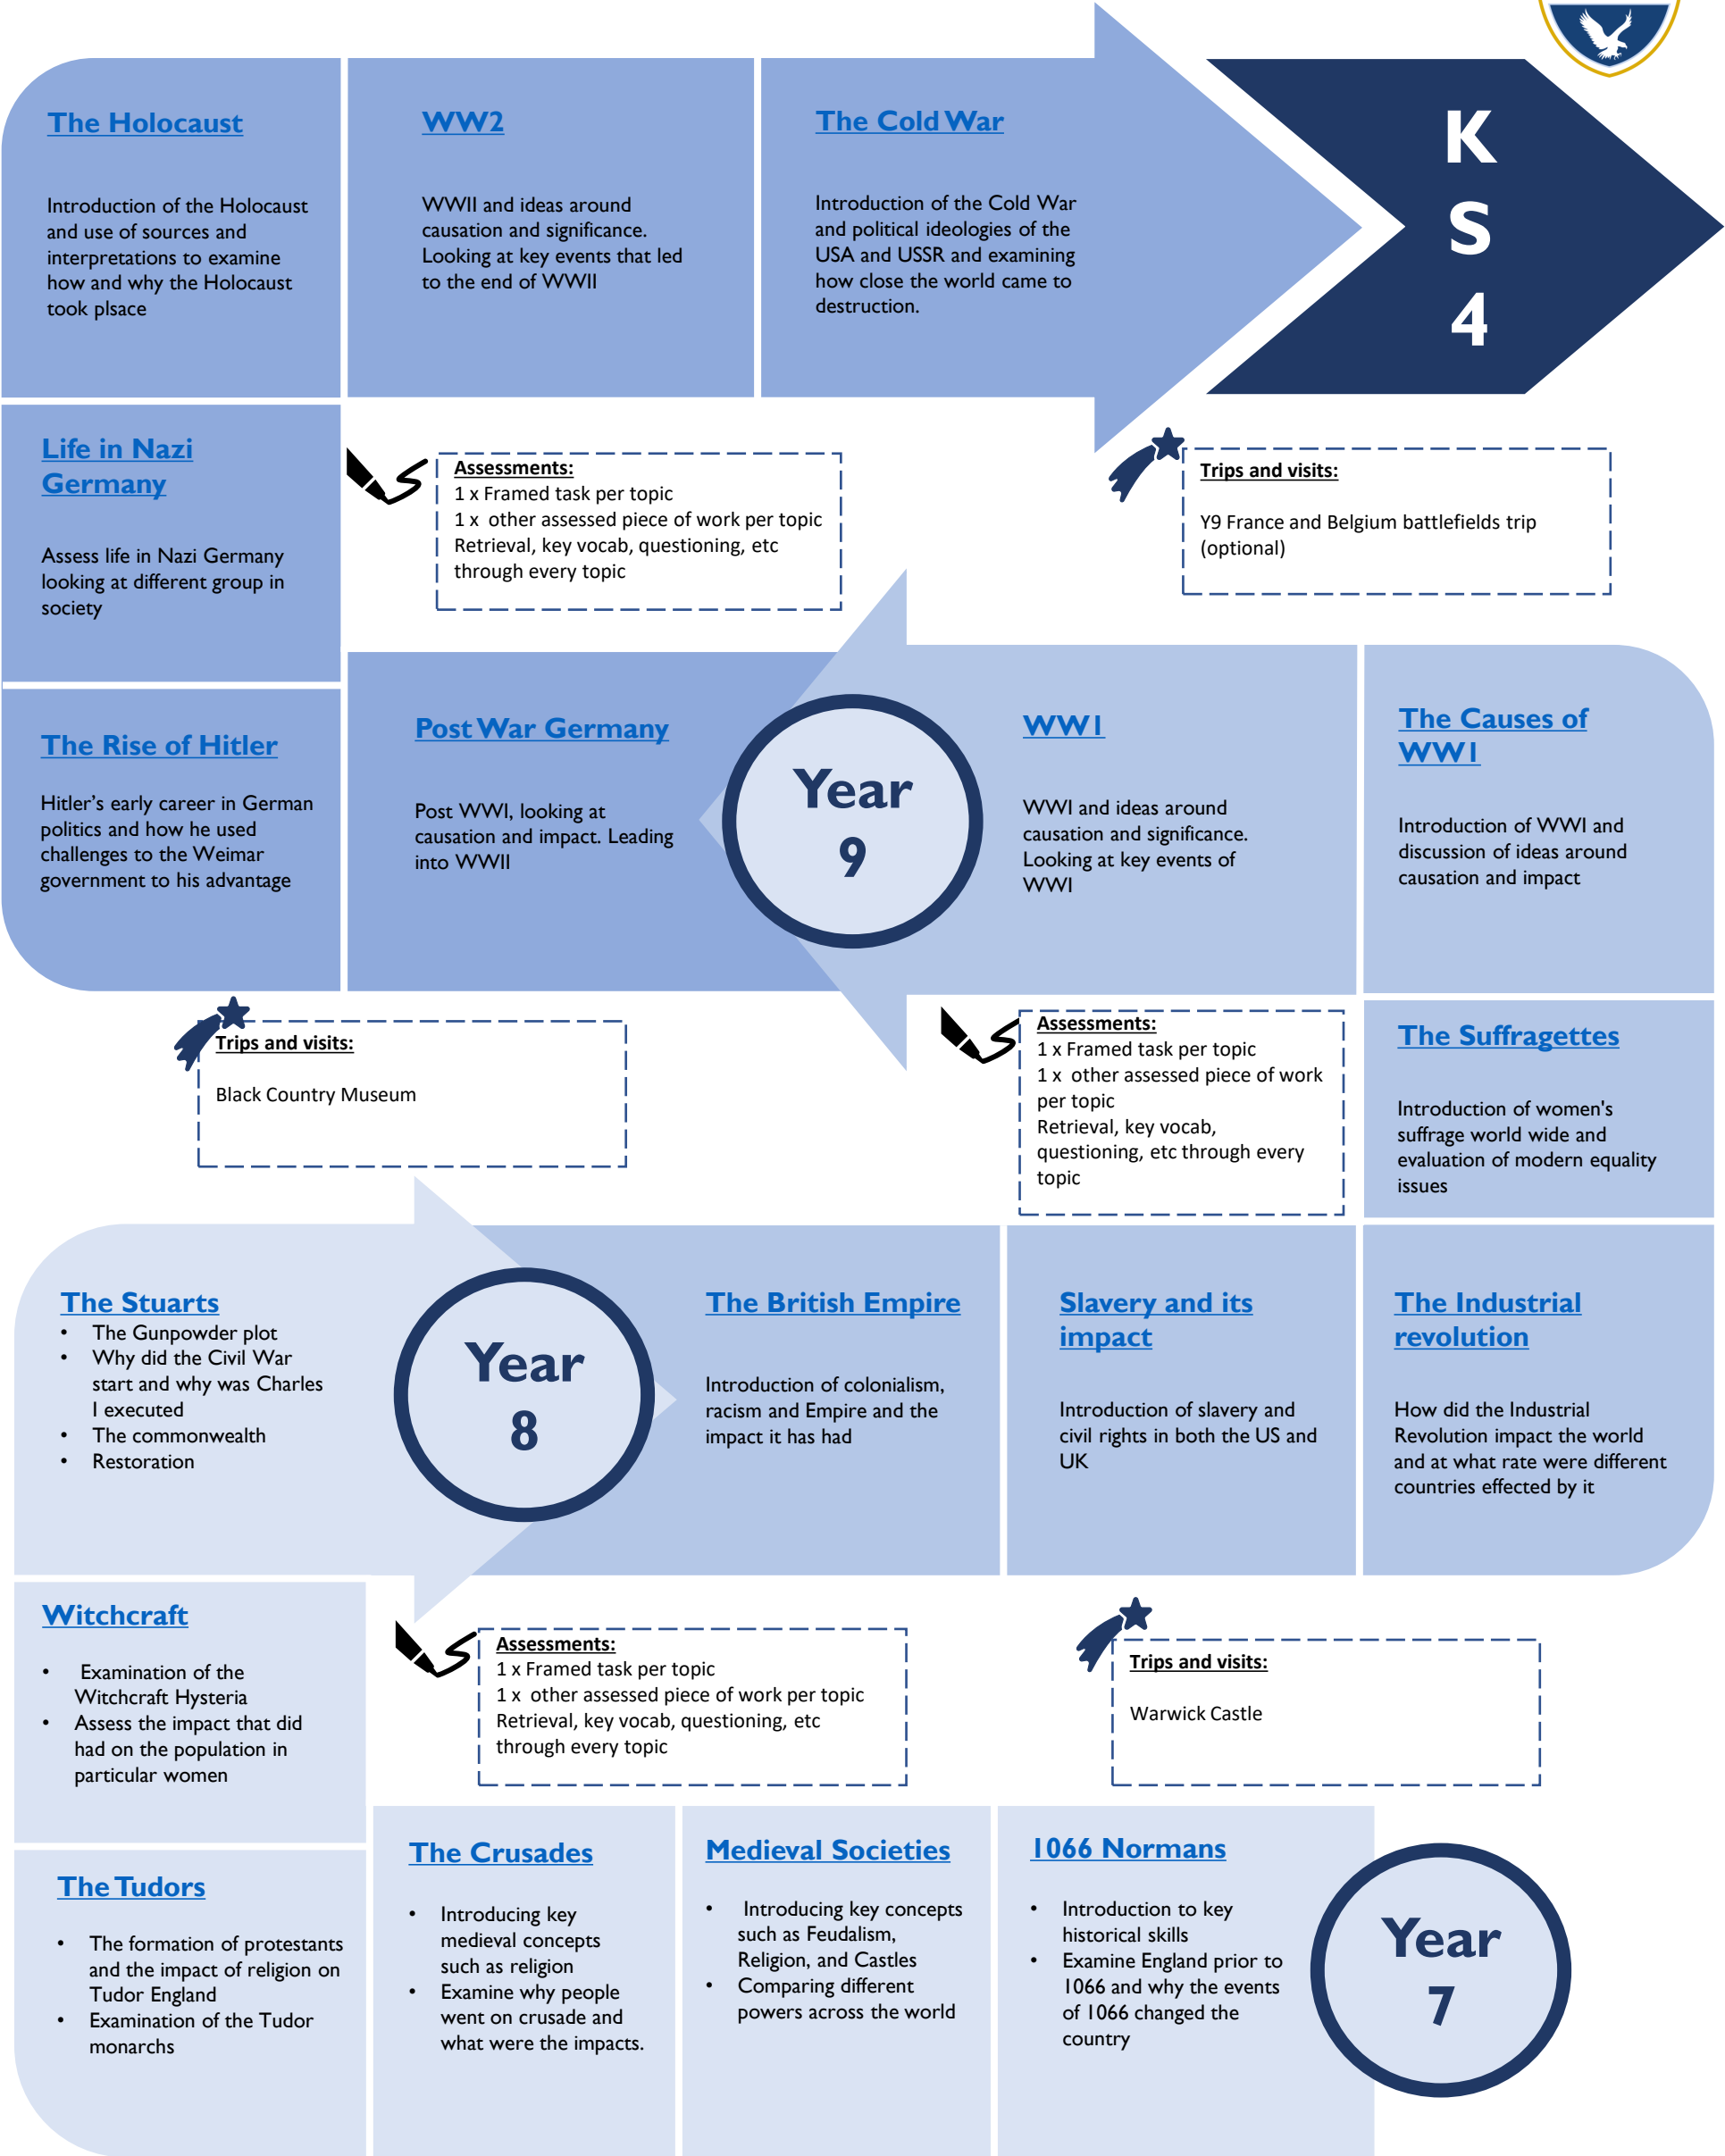 The Holocaust
Introduction of the Holocaust
and use of sources and
interpretations to examine
how and why the Holocaust
took plsace
WW2
WWII and ideas around
causation and significance.
Looking at key events that led
to the end of WWII
The Cold War
Introduction of the Cold War
and political ideologies of the
USA and USSR and examining
how close the world came to
destruction.
K
S
4
Life in Nazi
Germany
Assess life in Nazi Germany
looking at different group in
society
Assessments:
1 x Framed task per topic
1 x  other assessed piece of work per topic
Retrieval, key vocab, questioning, etc
through every topic
Trips and visits:
Y9 France and Belgium battlefields trip
(optional)
The Rise of Hitler
Hitler's early career in German
politics and how he used
challenges to the Weimar
government to his advantage
Post War Germany
Post WWI, looking at
causation and impact. Leading
into WWII
Year
9
WW1
WWI and ideas around
causation and significance.
Looking at key events of
WWI
The Causes of
WW1
Introduction of WWI and
discussion of ideas around
causation and impact
Trips and visits:
Black Country Museum
Assessments:
1 x Framed task per topic
1 x  other assessed piece of work
per topic
Retrieval, key vocab,
questioning, etc through every
topic
The Suffragettes
Introduction of women's
suffrage world wide and
evaluation of modern equality
issues
The Stuarts
• The Gunpowder plot
• Why did the Civil War
start and why was Charles
I executed
• The commonwealth
• Restoration
Year
8
The British Empire
Introduction of colonialism,
racism and Empire and the
impact it has had
Slavery and its
impact
Introduction of slavery and
civil rights in both the US and
UK
The Industrial
revolution
How did the Industrial
Revolution impact the world
and at what rate were different
countries effected by it
Witchcraft
• Examination of the
Witchcraft Hysteria
• Assess the impact that did
had on the population in
particular women
Assessments:
1 x Framed task per topic
1 x  other assessed piece of work per topic
Retrieval, key vocab, questioning, etc
through every topic
Trips and visits:
Warwick Castle
The Tudors
• The formation of protestants
and the impact of religion on
Tudor England
• Examination of the Tudor
monarchs
The Crusades
• Introducing key
medieval concepts
such as religion
• Examine why people
went on crusade and
what were the impacts.
Medieval Societies
• Introducing key concepts
such as Feudalism,
Religion, and Castles
• Comparing different
powers across the world
1066 Normans
• Introduction to key
historical skills
• Examine England prior to
1066 and why the events
of 1066 changed the
country
Year
7